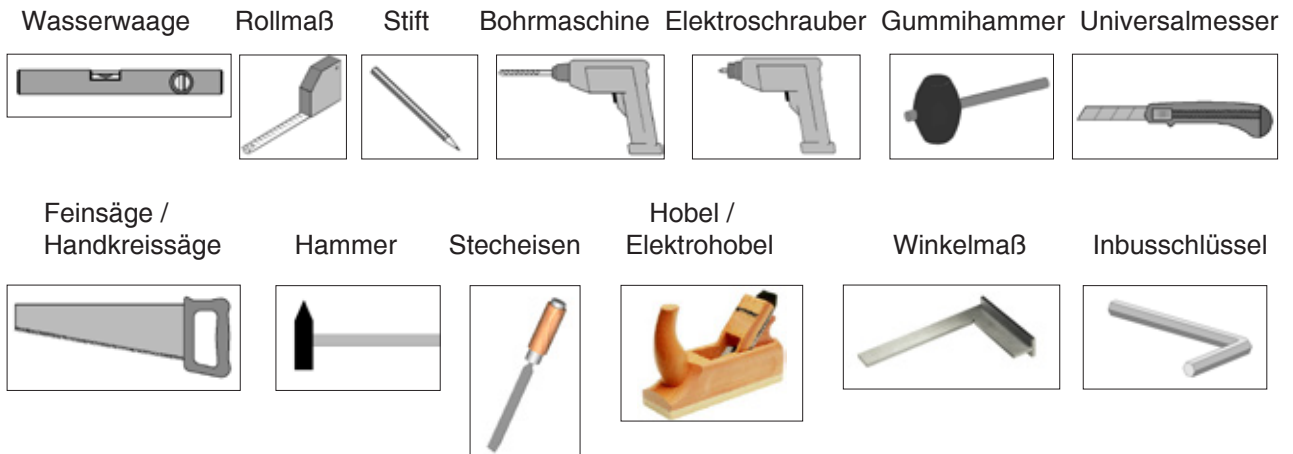 Wasserwaage Rollmaß Stift Bohrmaschine Elektroschrauber Gummihammer Universalmesser
Feinsäge /
Handkreissäge Hammer Stecheisen Hobel /
Elektrohobel Winkelmaß Inbusschlüssel